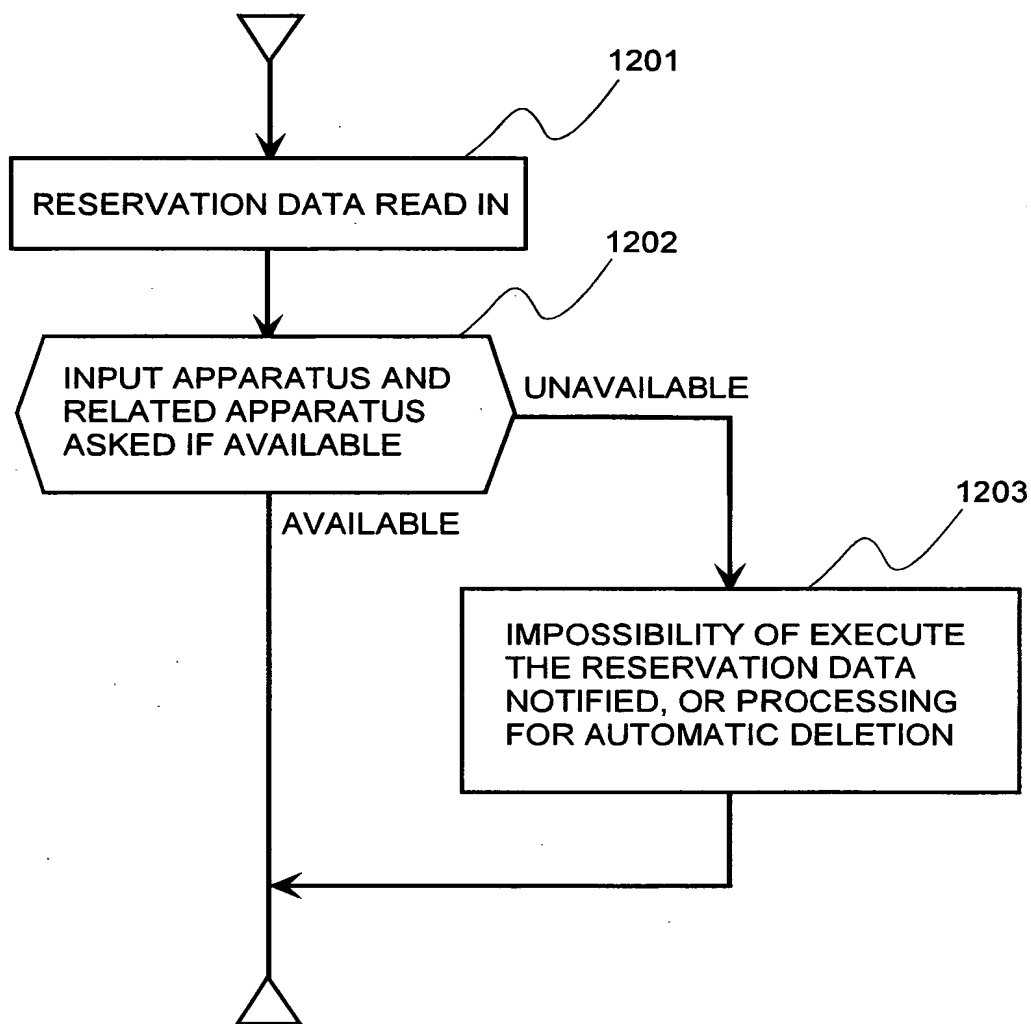 1201
RESERVATION DATA READ IN
1202
INPUT APPARATUS AND
RELATED APPARATUS
ASKED IF AVAILABLE
UNAVAILABLE
AVAILABLE
1203
IMPOSSIBILITY OF EXECUTE
THE RESERVATION DATA
NOTIFIED, OR PROCESSING
FOR AUTOMATIC DELETION